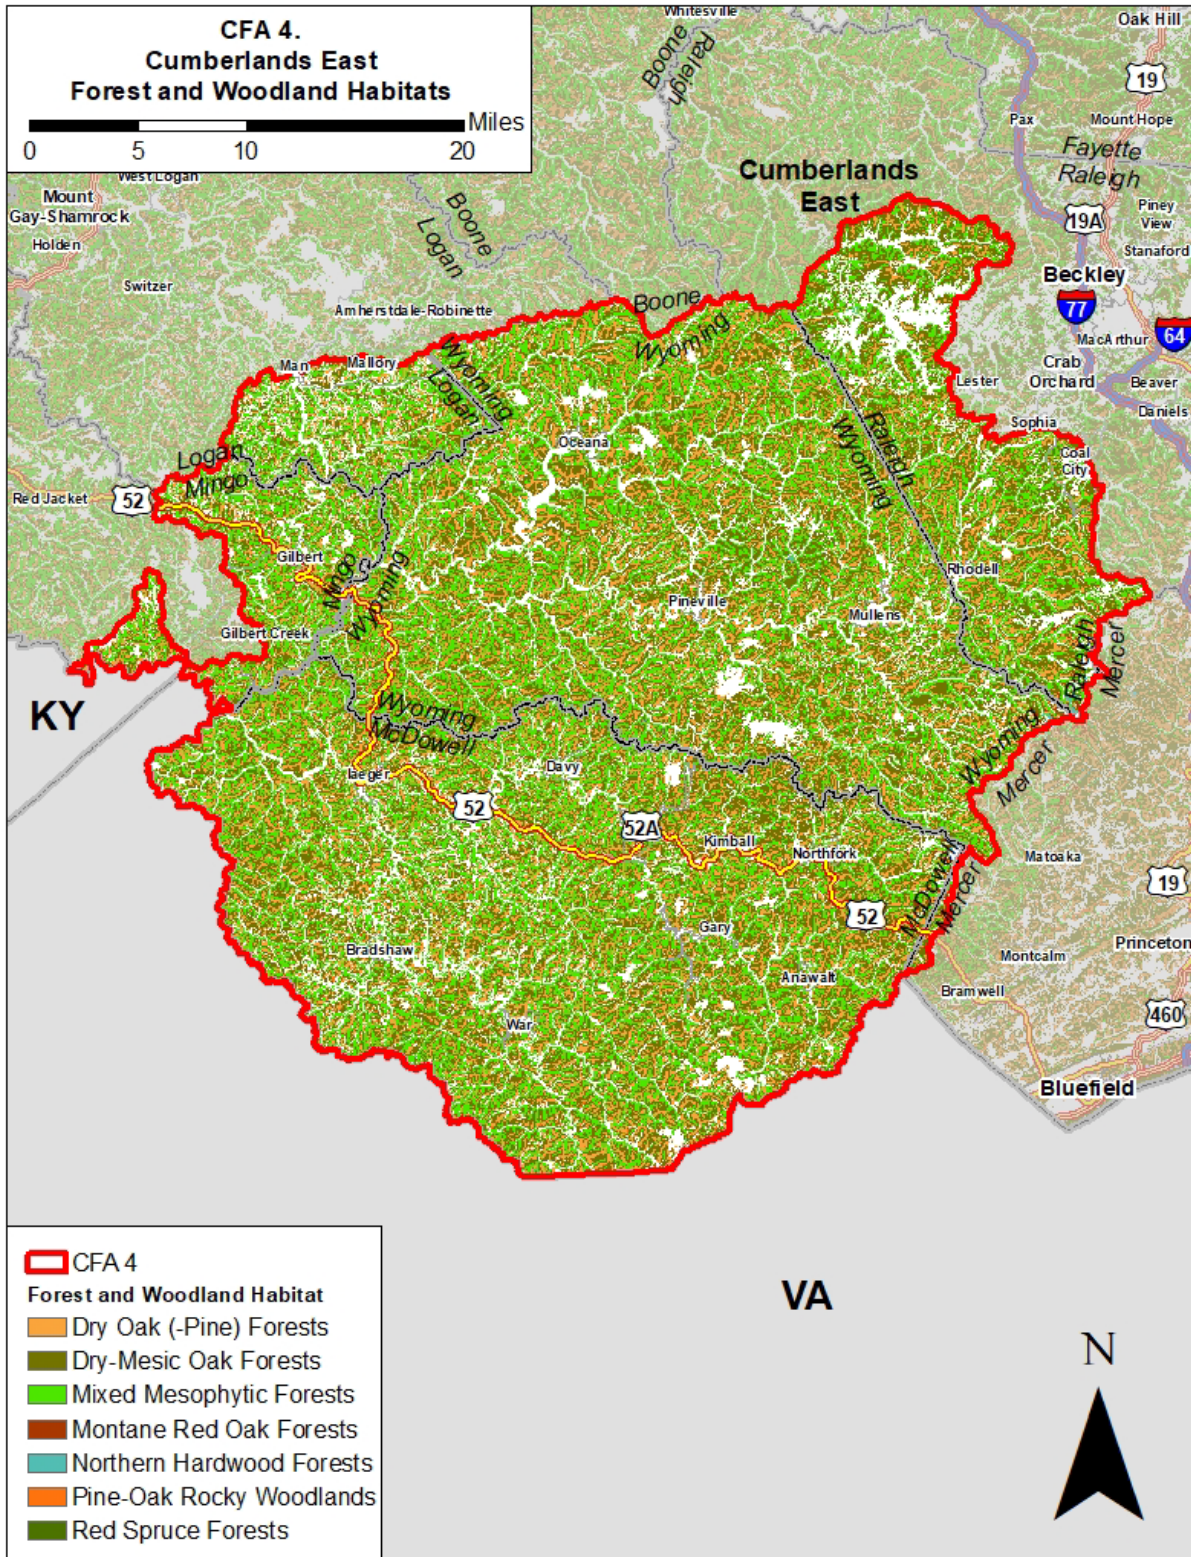 CFA 4.
Cumberlands East
Forest and Woodland Habitats
Miles
0 5 10 20
Whitesville
Oak Hill
Boone
Raleigh
19
Pax
Mount Hope
Fayette
Raleigh
West Logan
Mount
Gay-Shamrock
Holden
Boone
Logan
Cumberlands
East
19A
Piney
View
Stanaford
Switzer
Beckley
77
Amherstdale-Robinette
Boone
Wyoming
MacArthur
64
Man
Mallory
Wyoming
Logan
Crab
Orchard
Lester
Beaver
Daniels
Sophia
Raleigh
Wyoming
Oceana
Coal
City
Logan
Mingo
Red Jacket
52
Gilbert
Mingo
Wyoming
Rhodell
Pineville
Mullens
Gilbert Creek
Raleigh
Mercer
KY
Wyoming
McDowell
Wyoming
Mercer
Iaeger
Davy
52
52A
Kimball
Northfork
Matoaka
19
McDowell
Mercer
52
Gary
Bradshaw
Princeton
Montcalm
Anawalt
Bramwell
War
460
Bluefield
CFA 4
Forest and Woodland Habitat
Dry Oak (-Pine) Forests
Dry-Mesic Oak Forests
Mixed Mesophytic Forests
Montane Red Oak Forests
Northern Hardwood Forests
Pine-Oak Rocky Woodlands
Red Spruce Forests
VA
N